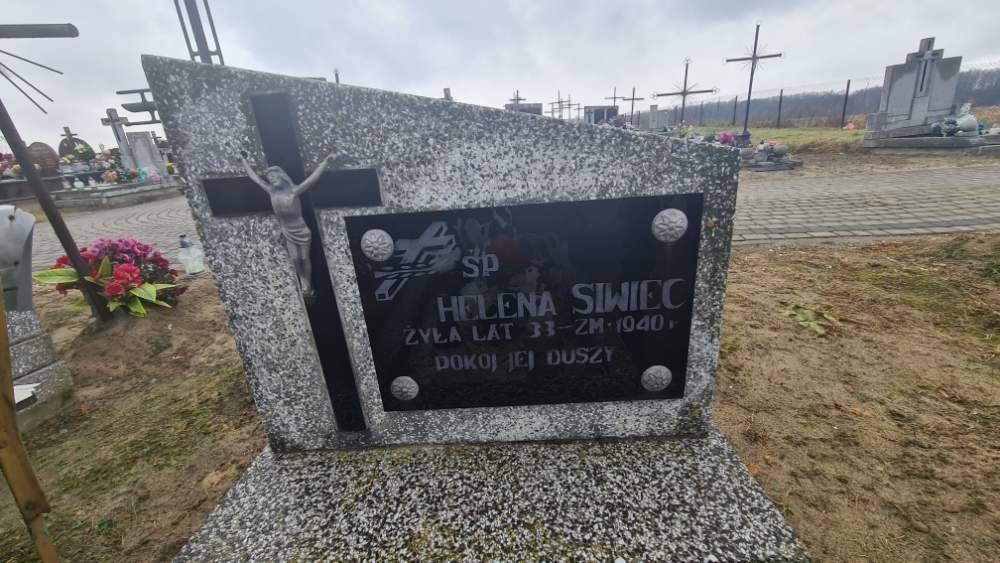 ŚP
HELENA SIWIEC
ŻYŁA LAT 33-ZM·1940 r
POKÓJ JEJ DUSZY